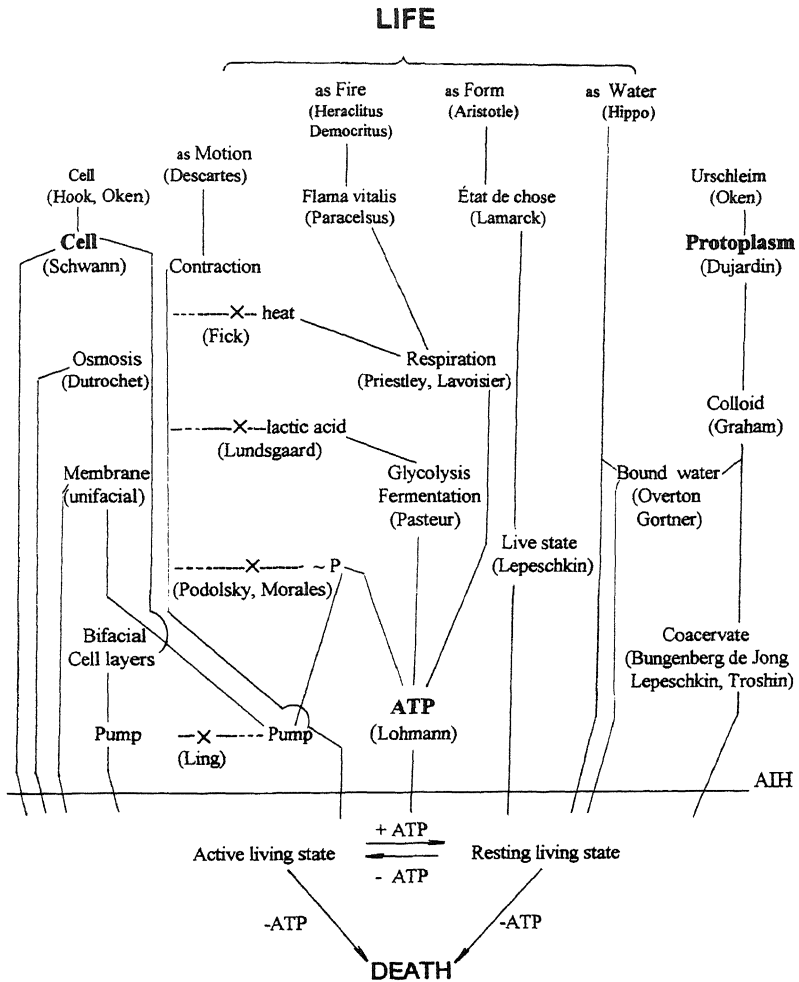 LIFE
as Fire
(Heraclitus
Democritus)
as Form
(Aristotle)
as Water
(Hippo)
Cell
(Hook, Oken)
as Motion
(Descartes)
Flama vitalis
(Paracelsus)
État de chose
(Lamarck)
Urschleim
(Oken)
Cell
(Schwann)
Contraction
Protoplasm
(Dujardin)
heat
(Fick)
Osmosis
(Dutrochet)
Respiration
(Priestley, Lavoisier)
Colloid
(Graham)
lactic acid
(Lundsgaard)
Membrane
(unifacial)
Glycolysis
Fermentation
(Pasteur)
Bound water
(Overton
Gortner)
Live state
(Lepeschkin)
~ P
(Podolsky, Morales)
Bifacial
Cell layers
Coacervate
(Bungenberg de Jong
Lepeschkin, Troshin)
Pump
(Ling)
Pump
ATP
(Lohmann)
AIH
+ ATP
Active living state
Resting living state
- ATP
-ATP
-ATP
DEATH